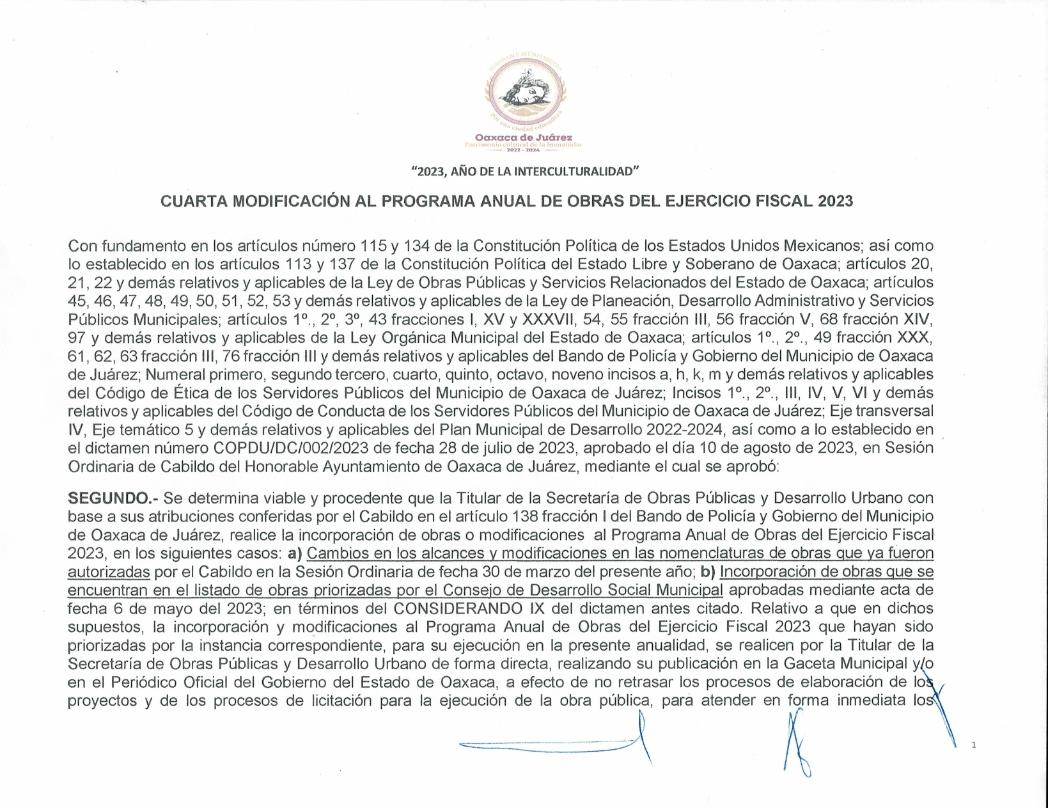 Por una ciudad educadora
Oaxaca de Juárez
Patrimonio cultural de la humanidad
2022 - 2024
"2023, AÑO DE LA INTERCULTURALIDAD"
CUARTA MODIFICACIÓN AL PROGRAMA ANUAL DE OBRAS DEL EJERCICIO FISCAL 2023
Con fundamento en los artículos número 115 y 134 de la Constitución Política de los Estados Unidos Mexicanos; así como
lo establecido en los artículos 113 y 137 de la Constitución Política del Estado Libre y Soberano de Oaxaca; artículos 20,
21, 22 y demás relativos y aplicables de la Ley de Obras Públicas y Servicios Relacionados del Estado de Oaxaca; artículos
45, 46, 47, 48, 49, 50, 51, 52, 53 y demás relativos y aplicables de la Ley de Planeación, Desarrollo Administrativo y Servicios
Públicos Municipales; artículos 1º., 2º, 3º, 43 fracciones I, XV y XXXVII, 54, 55 fracción III, 56 fracción V, 68 fracción XIV,
97 y demás relativos y aplicables de la Ley Orgánica Municipal del Estado de Oaxaca; artículos 1º., 2º., 49 fracción XXX,
61, 62, 63 fracción III, 76 fracción III y demás relativos y aplicables del Bando de Policía y Gobierno del Municipio de Oaxaca
de Juárez; Numeral primero, segundo tercero, cuarto, quinto, octavo, noveno incisos a, h, k, m y demás relativos y aplicables
del Código de Ética de los Servidores Públicos del Municipio de Oaxaca de Juárez; Incisos 1º., 2º., III, IV, V, VI y demás
relativos y aplicables del Código de Conducta de los Servidores Públicos del Municipio de Oaxaca de Juárez; Eje transversal
IV, Eje temático 5 y demás relativos y aplicables del Plan Municipal de Desarrollo 2022-2024, así como a lo establecido en
el dictamen número COPDU/DC/002/2023 de fecha 28 de julio de 2023, aprobado el día 10 de agosto de 2023, en Sesión
Ordinaria de Cabildo del Honorable Ayuntamiento de Oaxaca de Juárez, mediante el cual se aprobó:
SEGUNDO.- Se determina viable y procedente que la Titular de la Secretaría de Obras Públicas y Desarrollo Urbano con
base a sus atribuciones conferidas por el Cabildo en el artículo 138 fracción I del Bando de Policía y Gobierno del Municipio
de Oaxaca de Juárez, realice la incorporación de obras o modificaciones al Programa Anual de Obras del Ejercicio Fiscal
2023, en los siguientes casos: a) Cambios en los alcances y modificaciones en las nomenclaturas de obras que ya fueron
autorizadas por el Cabildo en la Sesión Ordinaria de fecha 30 de marzo del presente año; b) Incorporación de obras que se
encuentran en el listado de obras priorizadas por el Consejo de Desarrollo Social Municipal aprobadas mediante acta de
fecha 6 de mayo del 2023; en términos del CONSIDERANDO IX del dictamen antes citado. Relativo a que en dichos
supuestos, la incorporación y modificaciones al Programa Anual de Obras del Ejercicio Fiscal 2023 que hayan sido
priorizadas por la instancia correspondiente, para su ejecución en la presente anualidad, se realicen por la Titular de la
Secretaría de Obras Públicas y Desarrollo Urbano de forma directa, realizando su publicación en la Gaceta Municipal y/o
en el Periódico Oficial del Gobierno del Estado de Oaxaca, a efecto de no retrasar los procesos de elaboración de los
proyectos y de los procesos de licitación para la ejecución de la obra pública, para atender en forma inmediata los
1